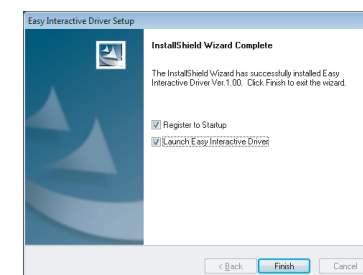 Easy Interactive Driver Setup
InstallShield Wizard Complete
The InstallShield Wizard has successfully installed Easy
Interactive Driver Ver.1.00. Click Finish to exit the wizard.
Register to Startup
Launch Easy Interactive Driver
< Back Finish Cancel